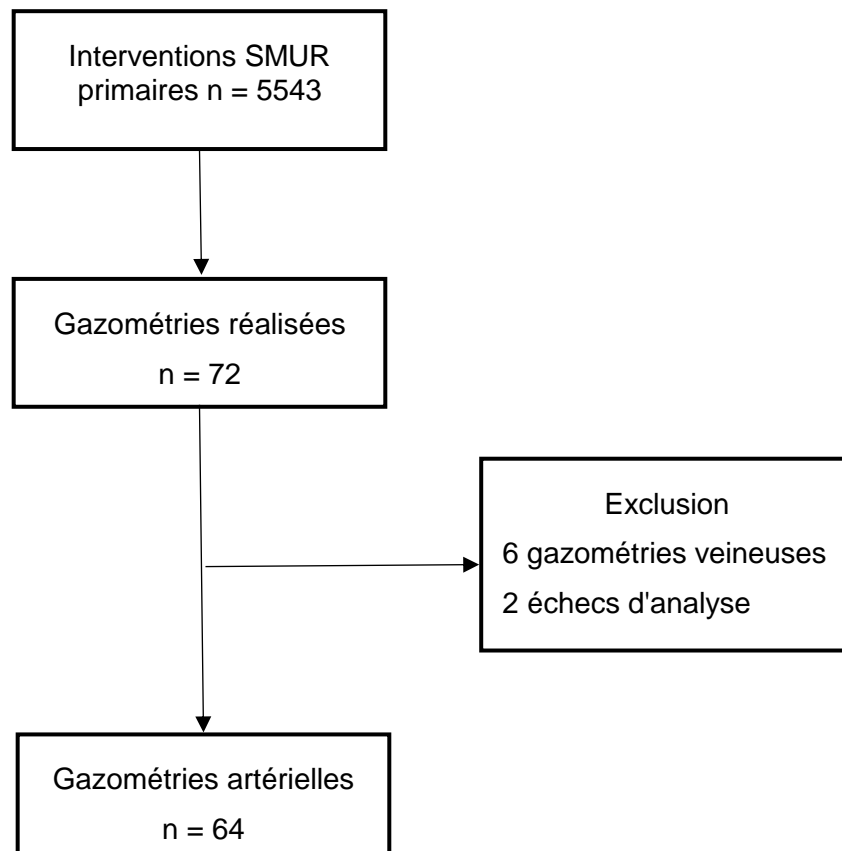 Interventions SMUR
primaires n = 5543
Gazométries réalisées
n = 72
Exclusion
6 gazométries veineuses
2 échecs d'analyse
Gazométries artérielles
n = 64